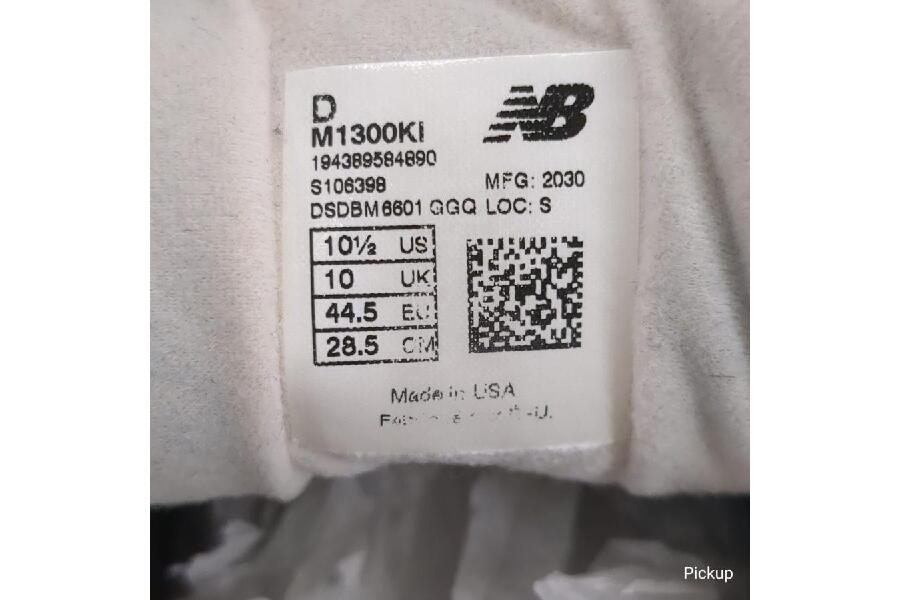 D
NB
M1300KI
194389584890
S106398 MFG: 2030
DSDBM6601 GGQ LOC: S
10½ US
10 UK
44.5 EU
28.5 CM
Made in USA
Pickup